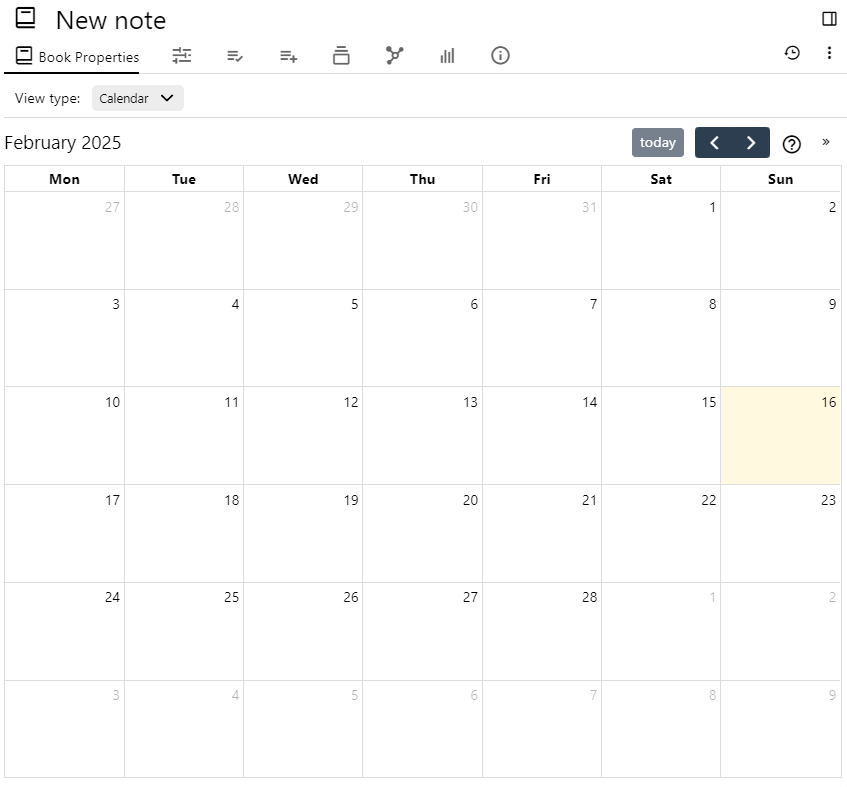 New note
Book Properties
View type: Calendar
February 2025 today »
Mon Tue Wed Thu Fri Sat Sun
27 28 29 30 31 1 2
3 4 5 6 7 8 9
10 11 12 13 14 15 16
17 18 19 20 21 22 23
24 25 26 27 28 1 2
3 4 5 6 7 8 9